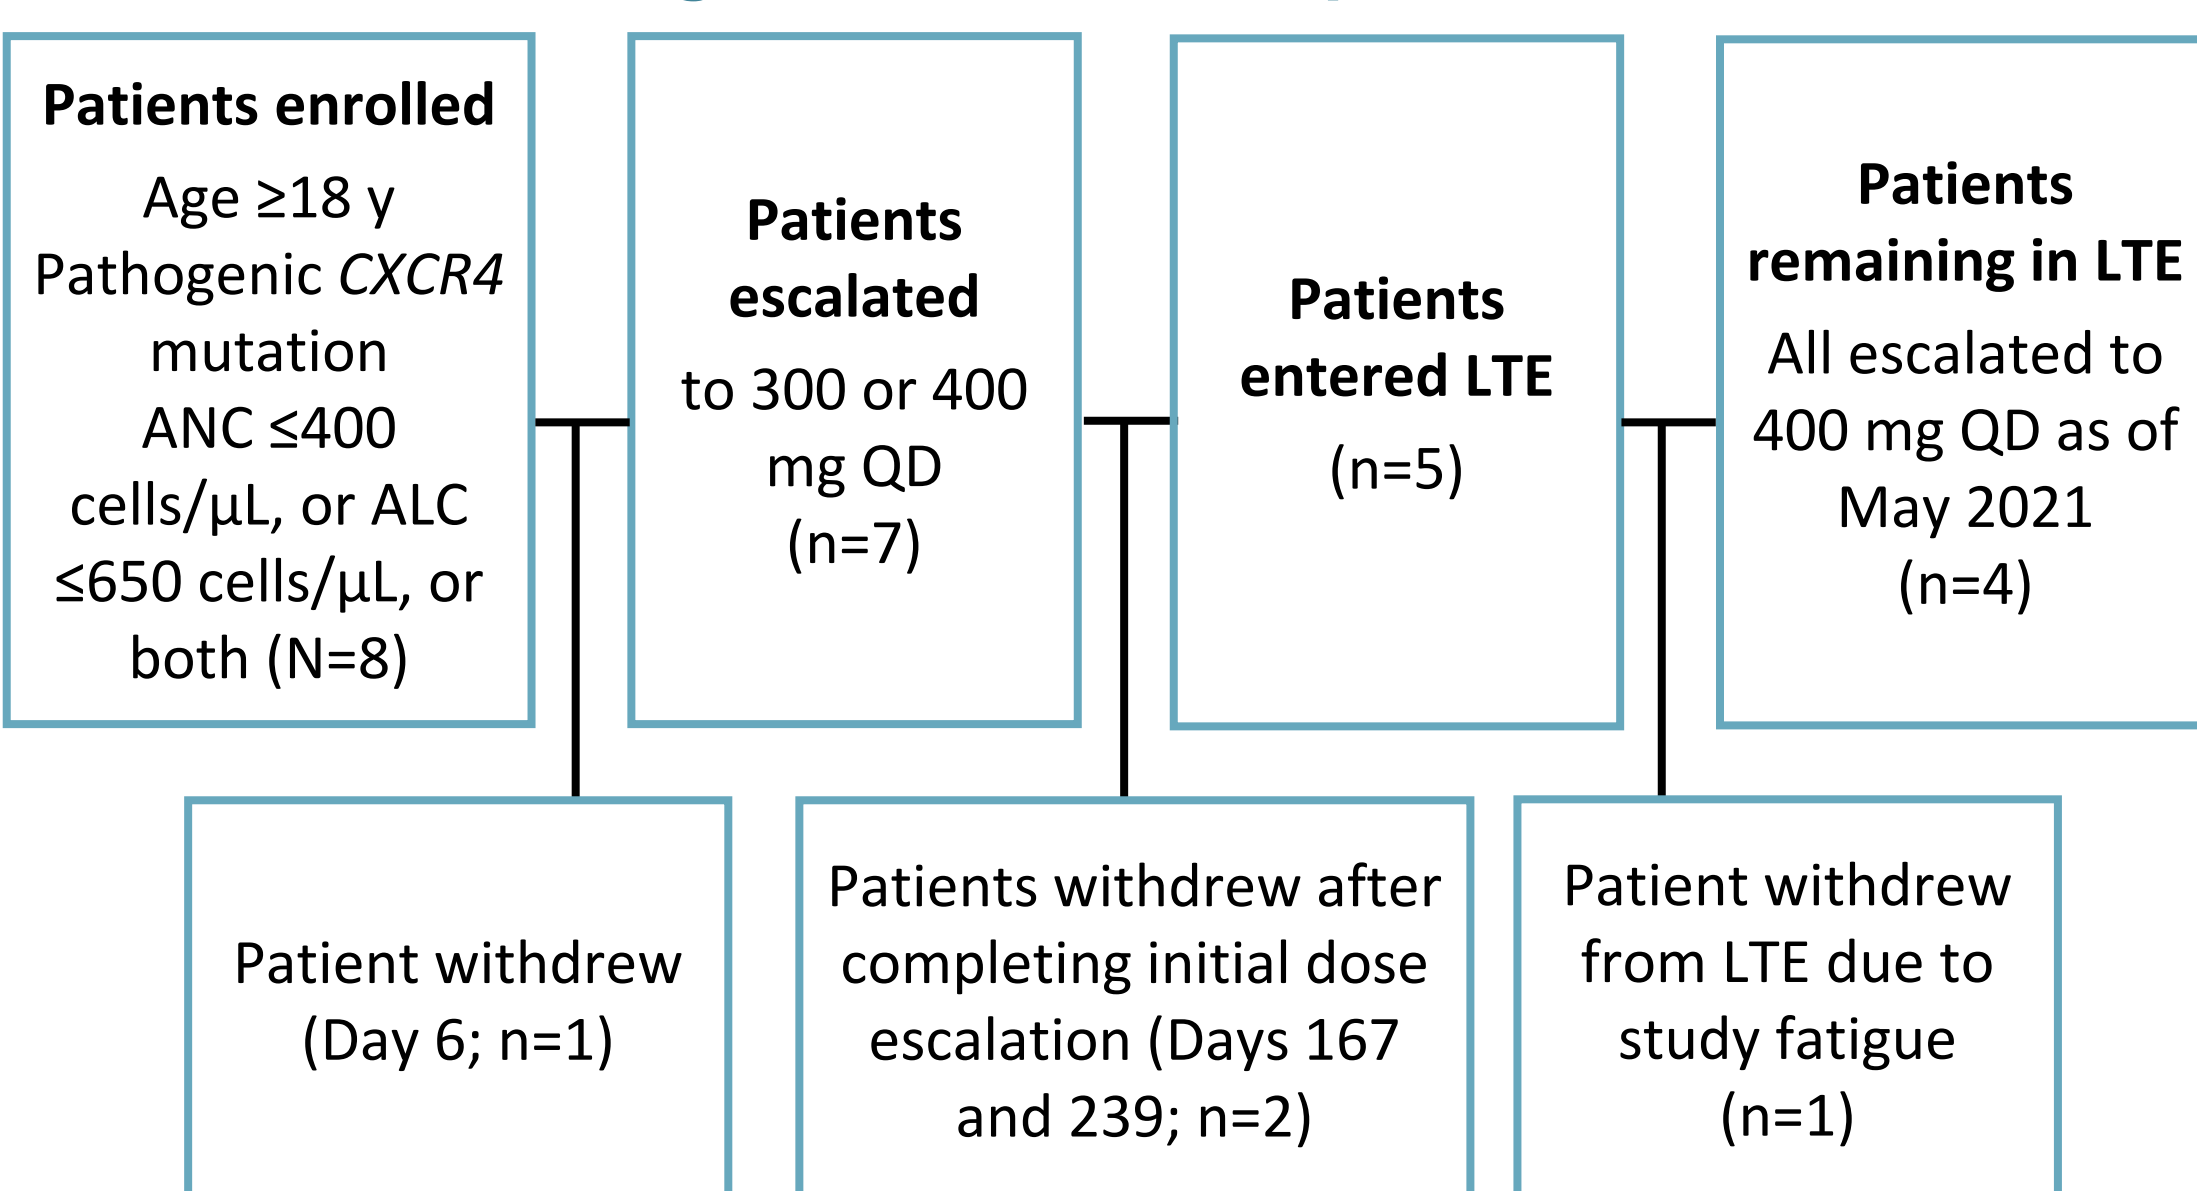 Patients enrolled
Age ≥18 y
Pathogenic CXCR4
mutation
ANC ≤400
cells/µL, or ALC
≤650 cells/µL, or
both (N=8)
Patients
escalated
to 300 or 400
mg QD
(n=7)
Patients
entered LTE
(n=5)
Patients
remaining in LTE
All escalated to
400 mg QD as of
May 2021
(n=4)
Patient withdrew
(Day 6; n=1)
Patients withdrew after
completing initial dose
escalation (Days 167
and 239; n=2)
Patient withdrew
from LTE due to
study fatigue
(n=1)